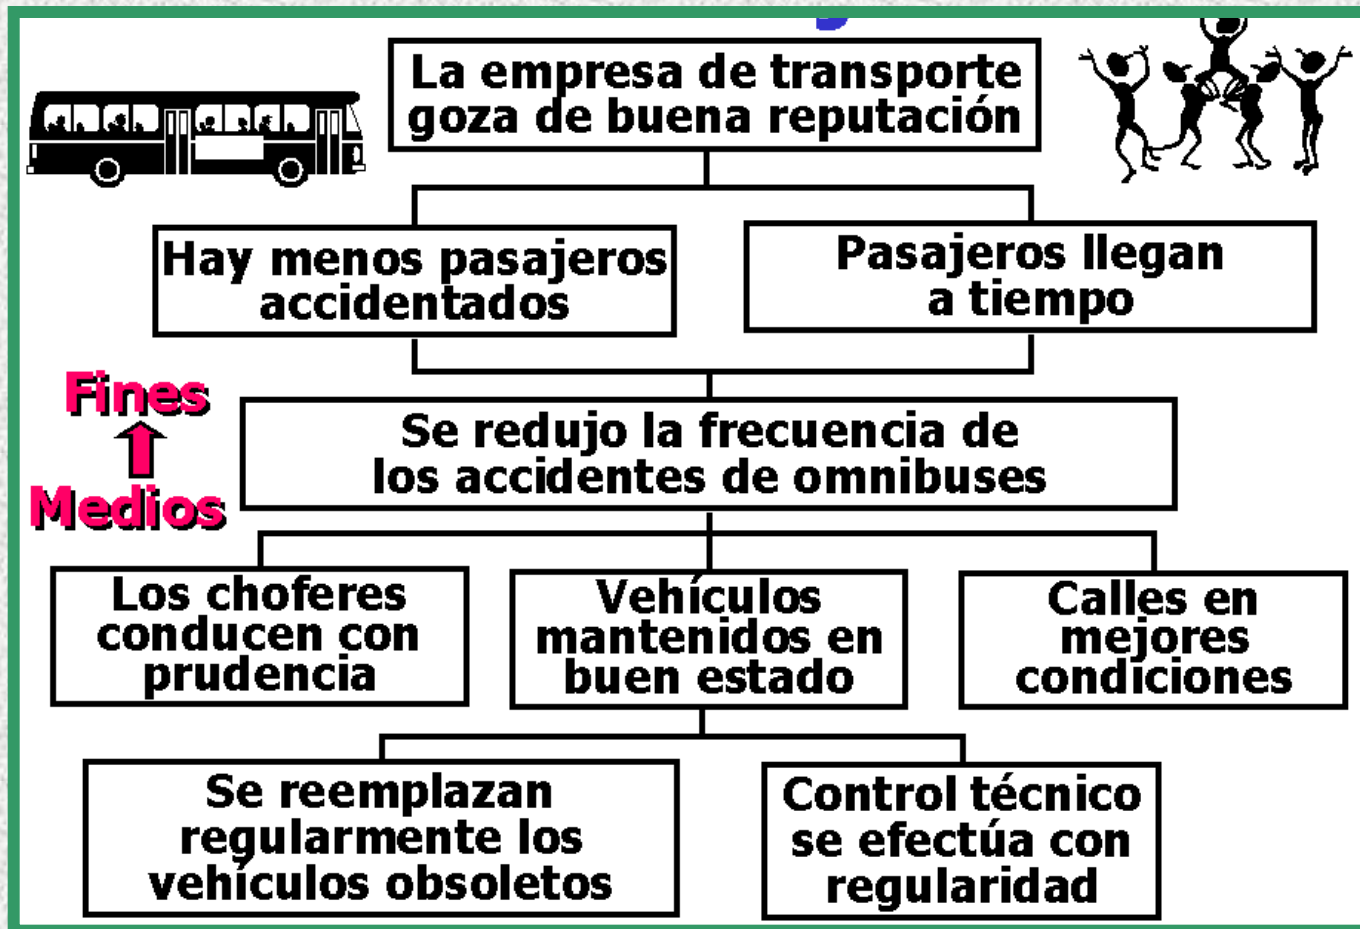 La empresa de transporte
goza de buena reputación
Hay menos pasajeros
accidentados
Pasajeros llegan
a tiempo
Fines
Medios
Se redujo la frecuencia de
los accidentes de omnibuses
Los choferes
conducen con
prudencia
Vehículos
mantenidos en
buen estado
Calles en
mejores
condiciones
Se reemplazan
regularmente los
vehículos obsoletos
Control técnico
se efectúa con
regularidad